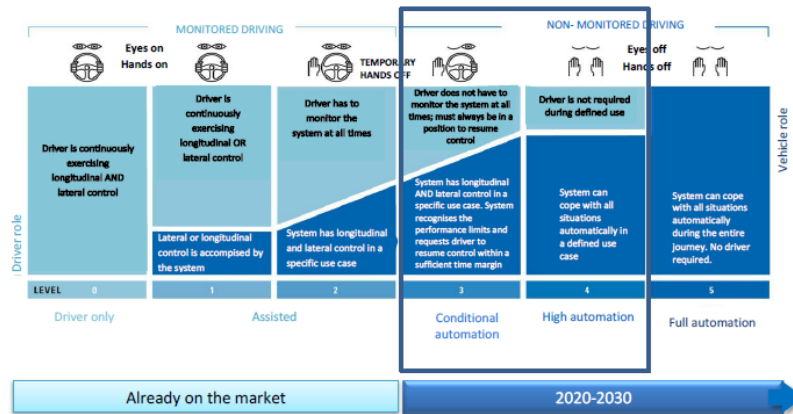 MONITORED DRIVING
NON- MONITORED DRIVING
Eyes on
Hands on
TEMPORARY
HANDS OFF
Eyes off
Hands off
Driver is continuously
exercising
longitudinal AND
lateral control
Driver is
continuously
exercising
longitudinal OR
lateral control
Driver has to
monitor the
system at all times
Driver does not have to
monitor the system at all
times; must always be in a
position to resume
control
Driver is not required
during defined use
Lateral or longitudinal
control is accompised by
the system
System has longitudinal
and lateral control in a
specific use case
System has longitudinal
AND lateral control in a
specific use case. System
recognises the
performance limits and
requests driver to
resume control within a
sufficient time margin
System can
cope with all
situations
automatically in
a defined use
case
System can cope
with all situations
automatically
during the entire
journey. No driver
required.
Driver role
Vehicle role
LEVEL 0 1 2 3 4 5
Driver only
Assisted
Conditional
automation
High automation
Full automation
Already on the market
2020-2030